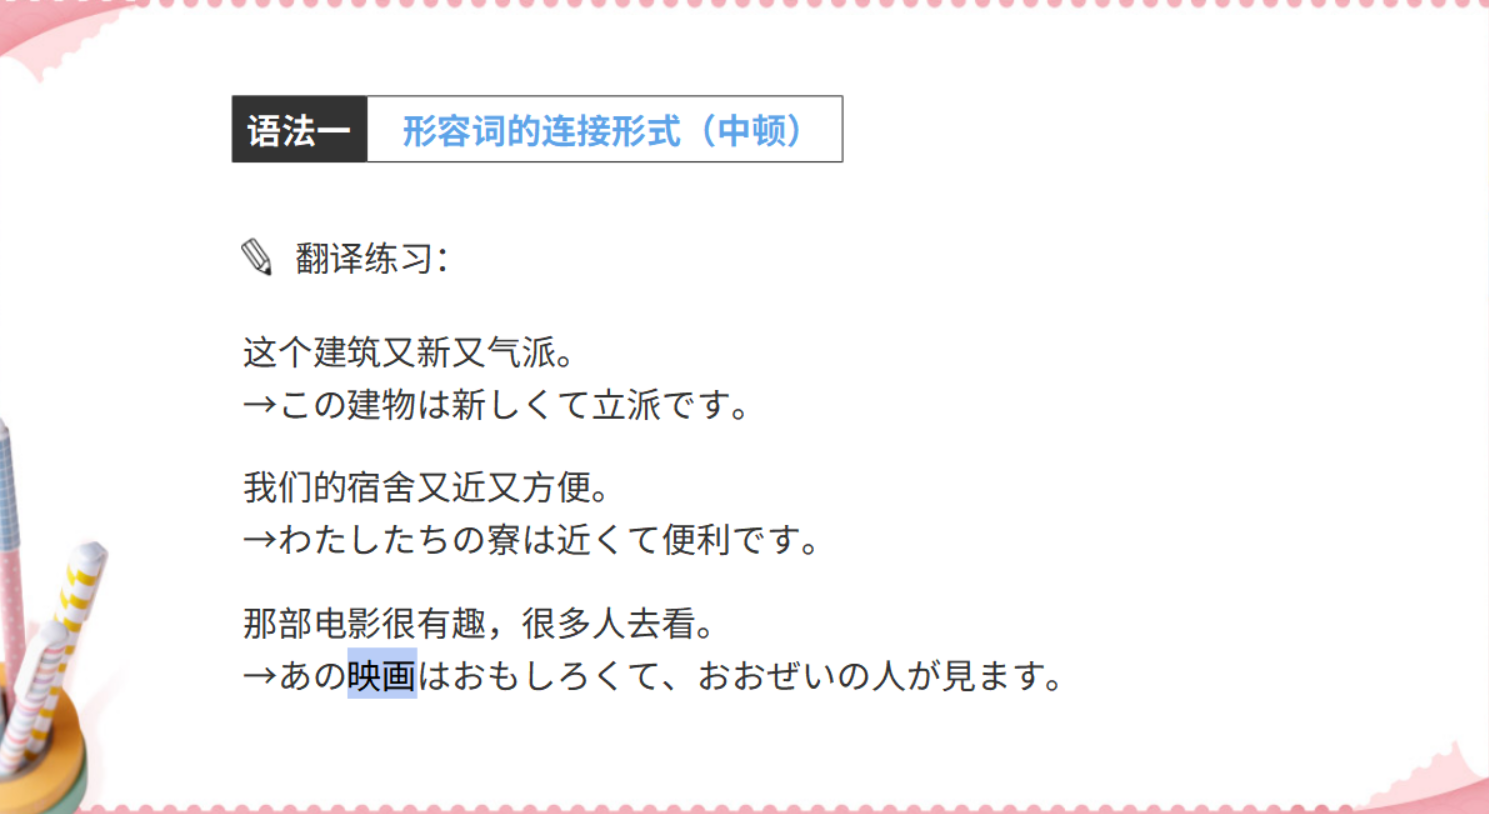 语法一 形容词的连接形式（中顿）
翻译练习：
这个建筑又新又气派。
→この建物は新しくて立派です。
我们的宿舍又近又方便。
→わたしたちの寮は近くて便利です。
那部电影很有趣，很多人去看。
→あの映画はおもしろくて、おおぜいの人が見ます。